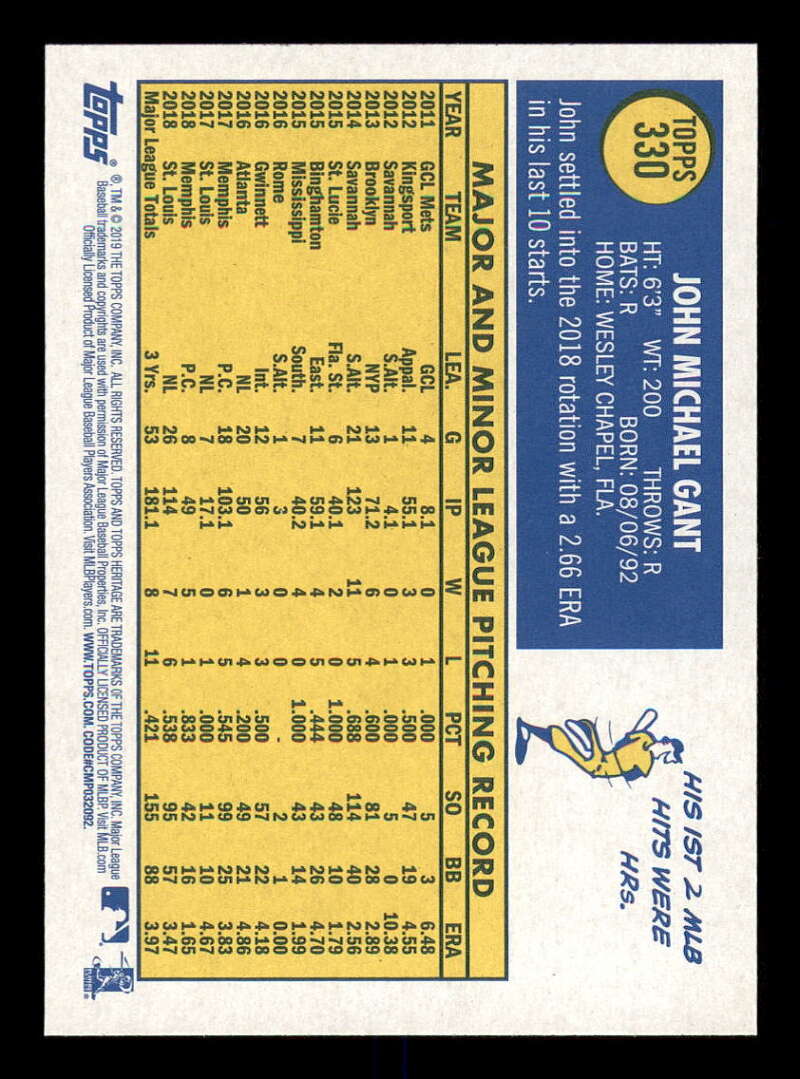 TOPPS
330
JOHN MICHAEL GANT
HT: 6'3" WT: 200 THROWS: R
BATS: R BORN: 08/06/92
HOME: WESLEY CHAPEL, FLA.
John settled into the 2018 rotation with a 2.66 ERA
in his last 10 starts.
HIS 1ST 2 MLB
HITS WERE
HRs.
MAJOR AND MINOR LEAGUE PITCHING RECORD
YEAR TEAM LEA. G IP W L PCT SO BB ERA
2011 GCL Mets GCL 4 8.1 0 1 .000 5 3 6.48
2012 Kingsport Appal. 11 55.1 3 3 .500 47 19 4.55
2012 Savannah S.Alt. 1 4.1 0 1 .000 5 0 10.38
2013 Brooklyn NYP 13 71.2 6 4 .600 81 28 2.89
2014 Savannah S.Alt. 21 123 11 5 .688 114 40 2.56
2015 St. Lucie Fla. St. 6 40.1 2 0 1.000 48 10 1.79
2015 Binghamton East. 11 59.1 4 5 .444 43 26 4.70
2015 Mississippi South. 7 40.2 4 0 1.000 43 14 1.99
2016 Rome S.Alt. 1 3 0 0 - 2 1 0.00
2016 Gwinnett Int. 12 56 3 3 .500 57 22 4.18
2016 Atlanta NL 20 50 1 4 .200 49 21 4.86
2017 Memphis P.C. 18 103.1 6 5 .545 99 25 3.83
2017 St. Louis NL 7 17.1 0 1 .000 11 10 4.67
2018 Memphis P.C. 8 49 5 1 .833 42 16 1.65
2018 St. Louis NL 26 114 7 6 .538 95 57 3.47
Major League Totals 3 Yrs. 53 181.1 8 11 .421 155 88 3.97
topps®
®, TM & © 2019 THE TOPPS COMPANY, INC. ALL RIGHTS RESERVED. TOPPS AND TOPPS HERITAGE ARE TRADEMARKS OF THE TOPPS COMPANY, INC. Major League
Baseball trademarks and copyrights are used with permission of Major League Baseball Properties, Inc. OFFICIALLY LICENSED PRODUCT OF MLBP. Visit MLB.com
Officially Licensed Product of Major League Baseball Players Association. Visit MLBPlayers.com. WWW.TOPPS.COM. CODE#CMP032092.